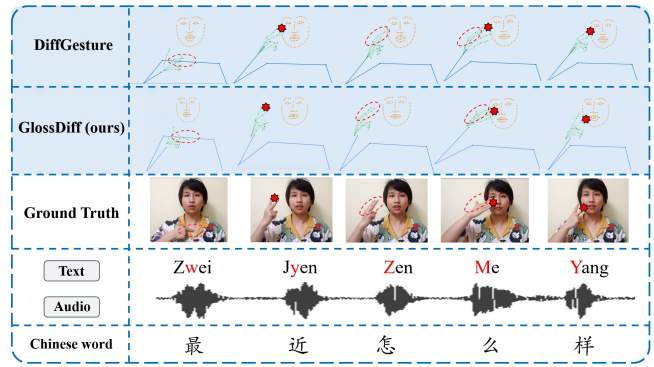 DiffGesture
GlossDiff (ours)
Ground Truth
Text Zwei Jyen Zen Me Yang
Audio
Chinese word 最 近 怎 么 样